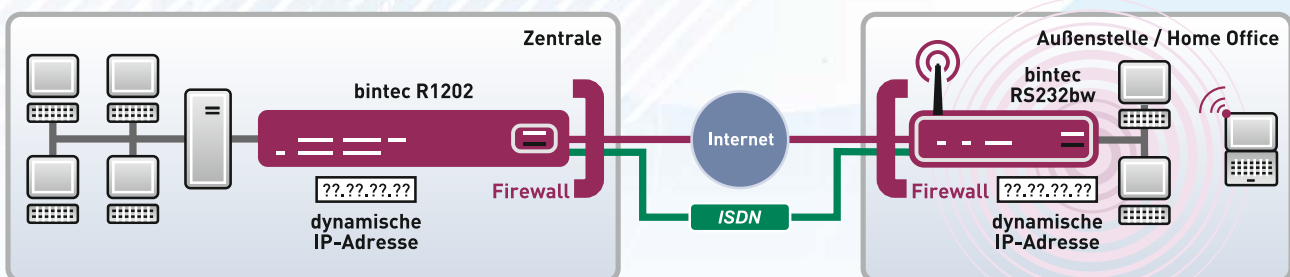 Zentrale
bintec R1202
Firewall
??.??.??.??
dynamische
IP-Adresse
Internet
ISDN
Außenstelle / Home Office
bintec
RS232bw
Firewall
??.??.??.??
dynamische
IP-Adresse